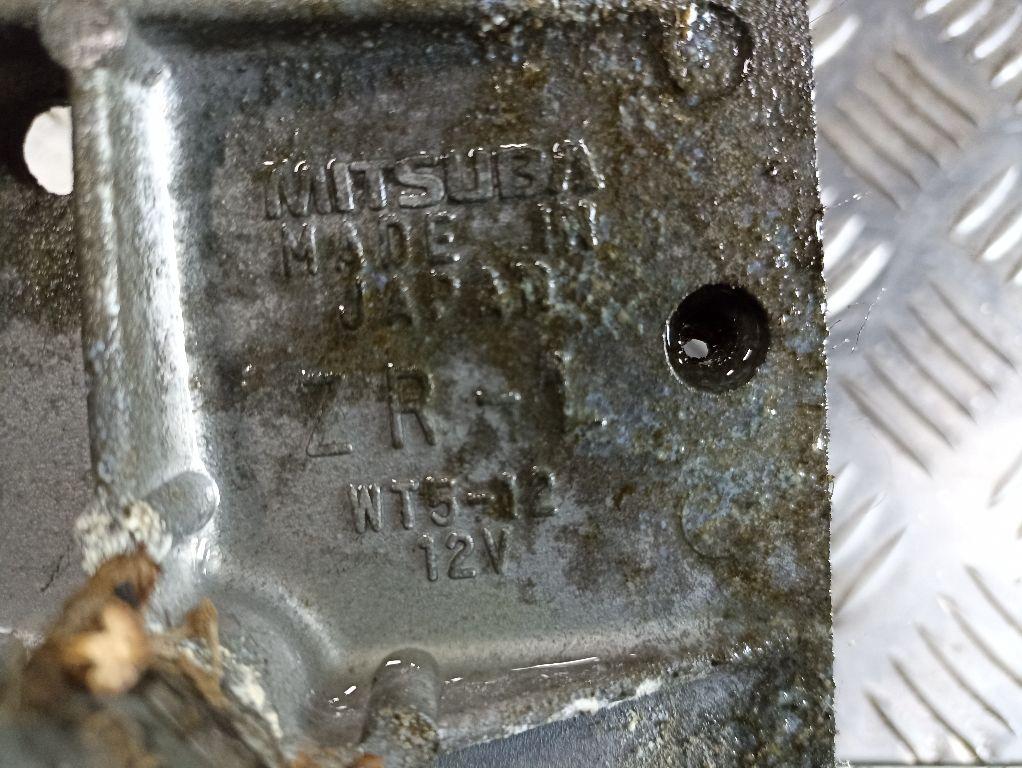 MITSUBA
MADE IN
JAPAN
ZR-L
WT5-12
12V